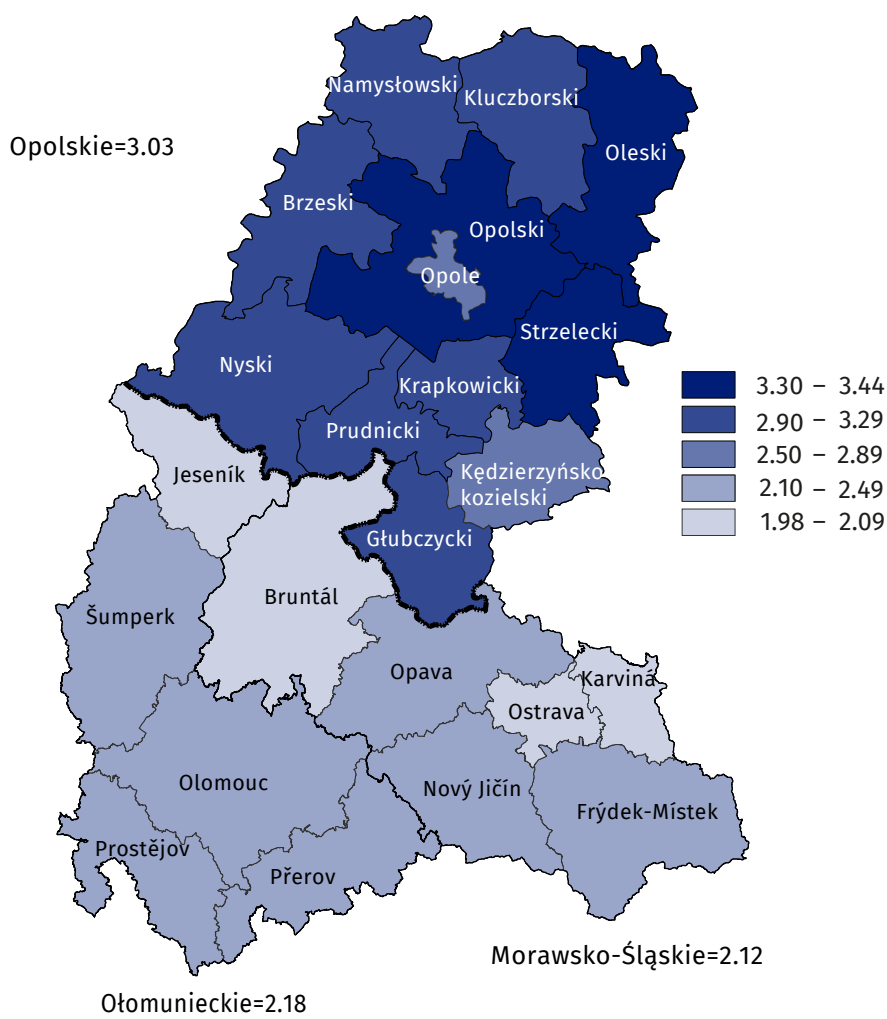 Namysłowski
Kluczborski
Opolskie=3.03
Oleski
Brzeski
Opolski
Opole
Strzelecki
Nyski
Krapkowicki
3.30 – 3.44
2.90 – 3.29
2.50 – 2.89
2.10 – 2.49
1.98 – 2.09
Prudnicki
Jeseník
Kędzierzyńsko
kozielski
Głubczycki
Bruntál
Šumperk
Opava
Karviná
Ostrava
Olomouc
Nový Jičín
Frýdek-Místek
Prostějov
Přerov
Morawsko-Śląskie=2.12
Ołomunieckie=2.18